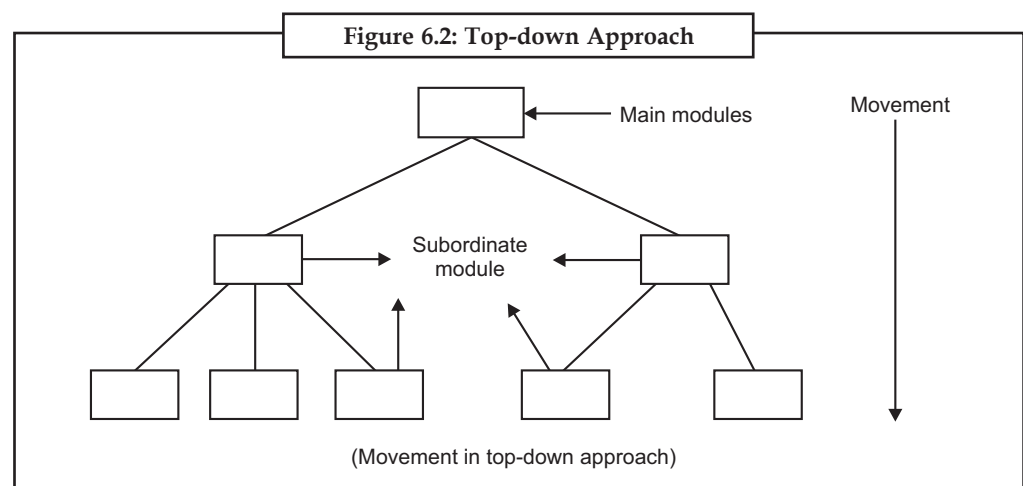 Figure 6.2: Top-down Approach
Main modules
Movement
Subordinate
module
(Movement in top-down approach)